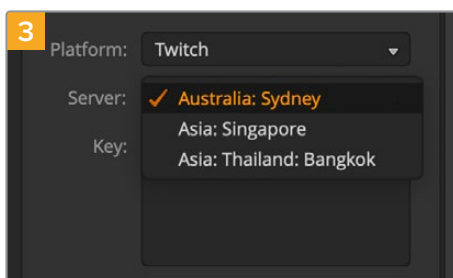 3
Platform: Twitch
Server: Australia: Sydney
Asia: Singapore
Key:
Asia: Thailand: Bangkok